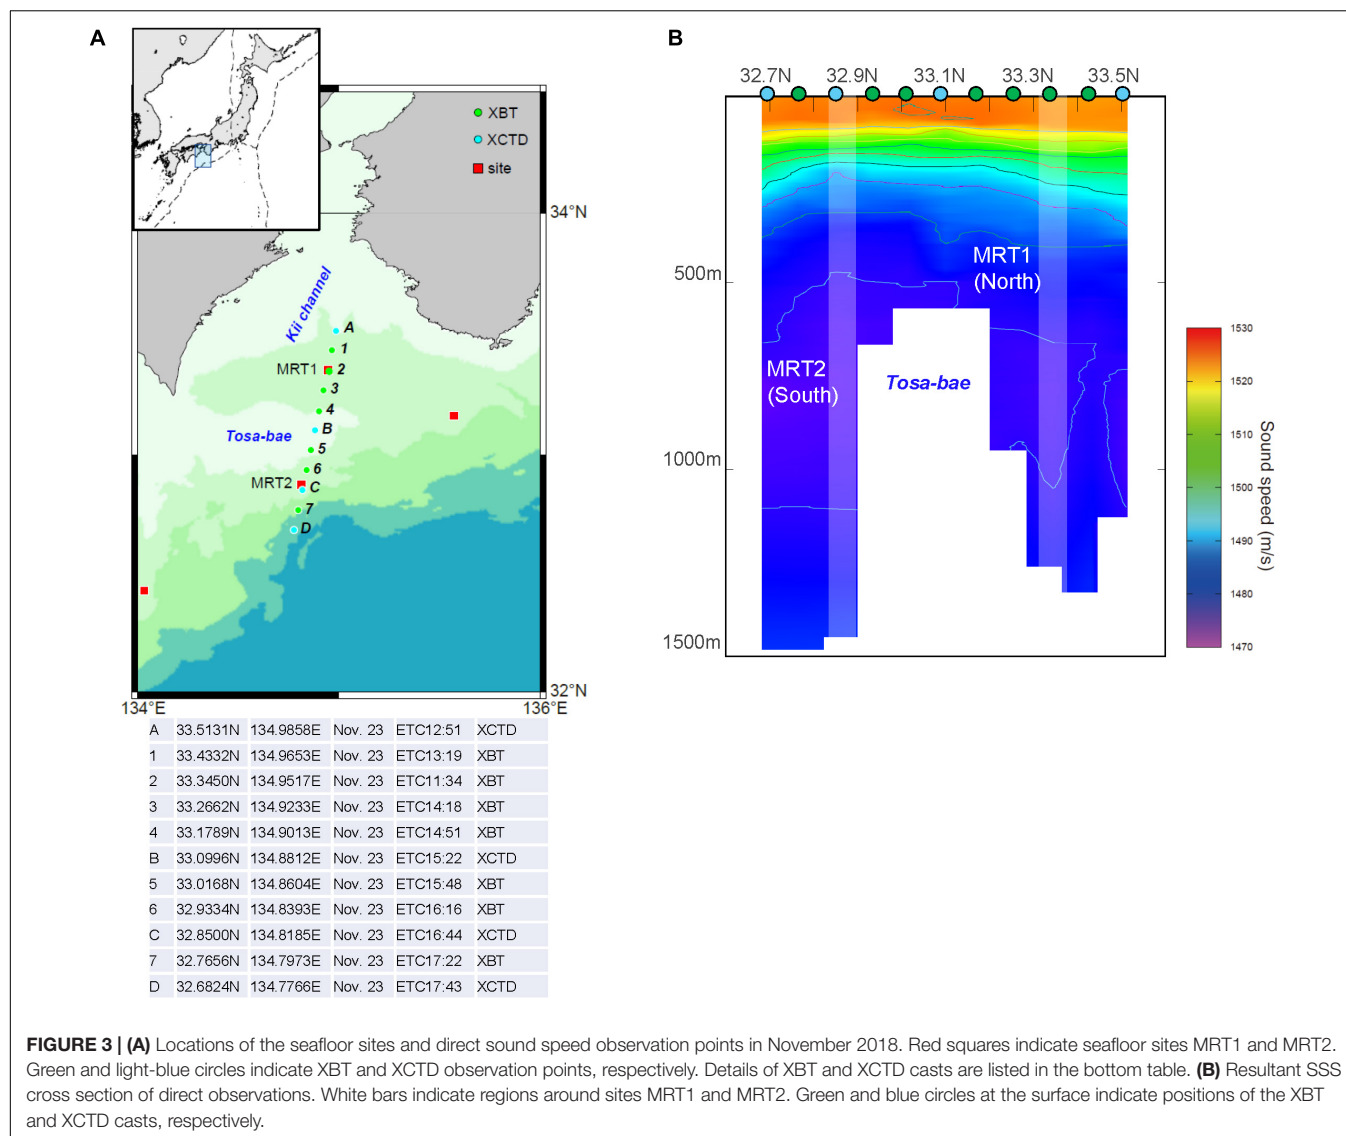 A
XBT
XCTD
site
34°N
Kii channel
A
1
MRT1
2
3
4
B
Tosa-bae
5
6
MRT2
C
7
D
32°N
134°E
136°E
A 33.5131N 134.9858E Nov. 23 ETC12:51 XCTD
1 33.4332N 134.9653E Nov. 23 ETC13:19 XBT
2 33.3450N 134.9517E Nov. 23 ETC11:34 XBT
3 33.2662N 134.9233E Nov. 23 ETC14:18 XBT
4 33.1789N 134.9013E Nov. 23 ETC14:51 XBT
B 33.0996N 134.8812E Nov. 23 ETC15:22 XCTD
5 33.0168N 134.8604E Nov. 23 ETC15:48 XBT
6 32.9334N 134.8393E Nov. 23 ETC16:16 XBT
C 32.8500N 134.8185E Nov. 23 ETC16:44 XCTD
7 32.7656N 134.7973E Nov. 23 ETC17:22 XBT
D 32.6824N 134.7766E Nov. 23 ETC17:43 XCTD
B
32.7N 32.9N 33.1N 33.3N 33.5N
500m
1000m
1500m
MRT1
(North)
MRT2
(South)
Tosa-bae
1530
1520
1510
1500
1490
1480
1470
Sound speed (m/s)
FIGURE 3 | (A) Locations of the seafloor sites and direct sound speed observation points in November 2018. Red squares indicate seafloor sites MRT1 and MRT2.
Green and light-blue circles indicate XBT and XCTD observation points, respectively. Details of XBT and XCTD casts are listed in the bottom table. (B) Resultant SSS
cross section of direct observations. White bars indicate regions around sites MRT1 and MRT2. Green and blue circles at the surface indicate positions of the XBT
and XCTD casts, respectively.